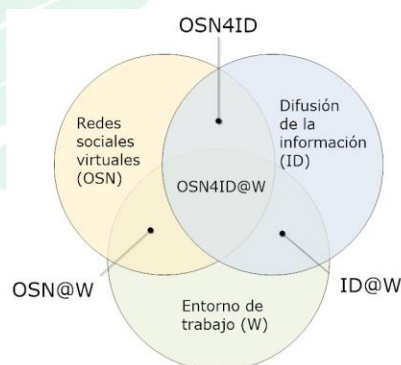 OSN4ID
Redes
sociales
virtuales
(OSN)
Difusión
de la
información
(ID)
OSN4ID@W
OSN@W
ID@W
Entorno de
trabajo (W)